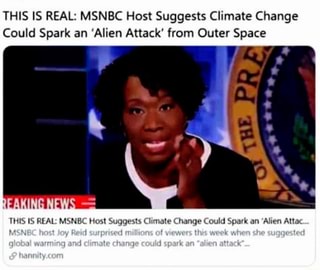 THIS IS REAL: MSNBC Host Suggests Climate Change
Could Spark an 'Alien Attack' from Outer Space
THE PRE
REAKING NEWS
THIS IS REAL: MSNBC Host Suggests Climate Change Could Spark an 'Alien Attac...
MSNBC host Joy Reid surprised millions of viewers this week when she suggested
global warming and climate change could spark an "alien attack"...
hannity.com